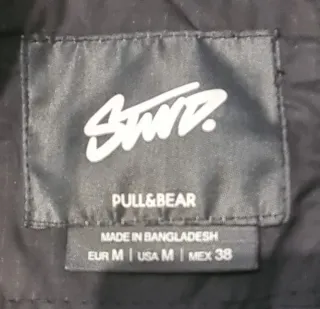 STWD.
PULL&BEAR
MADE IN BANGLADESH
EUR M | USA M | MEX 38